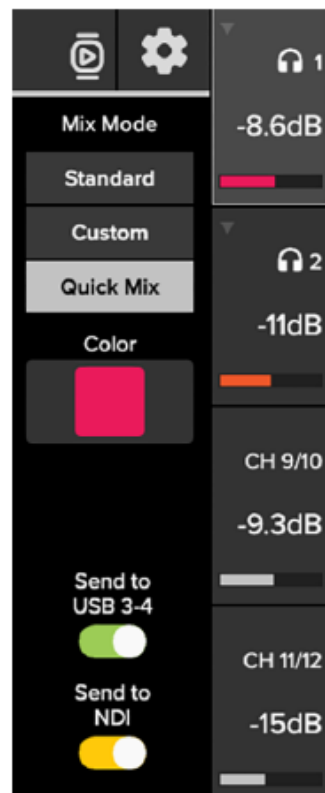 Mix Mode
Standard
Custom
Quick Mix
Color
Send to
USB 3-4
Send to
NDI
1
-8.6dB
2
-11dB
CH 9/10
-9.3dB
CH 11/12
-15dB